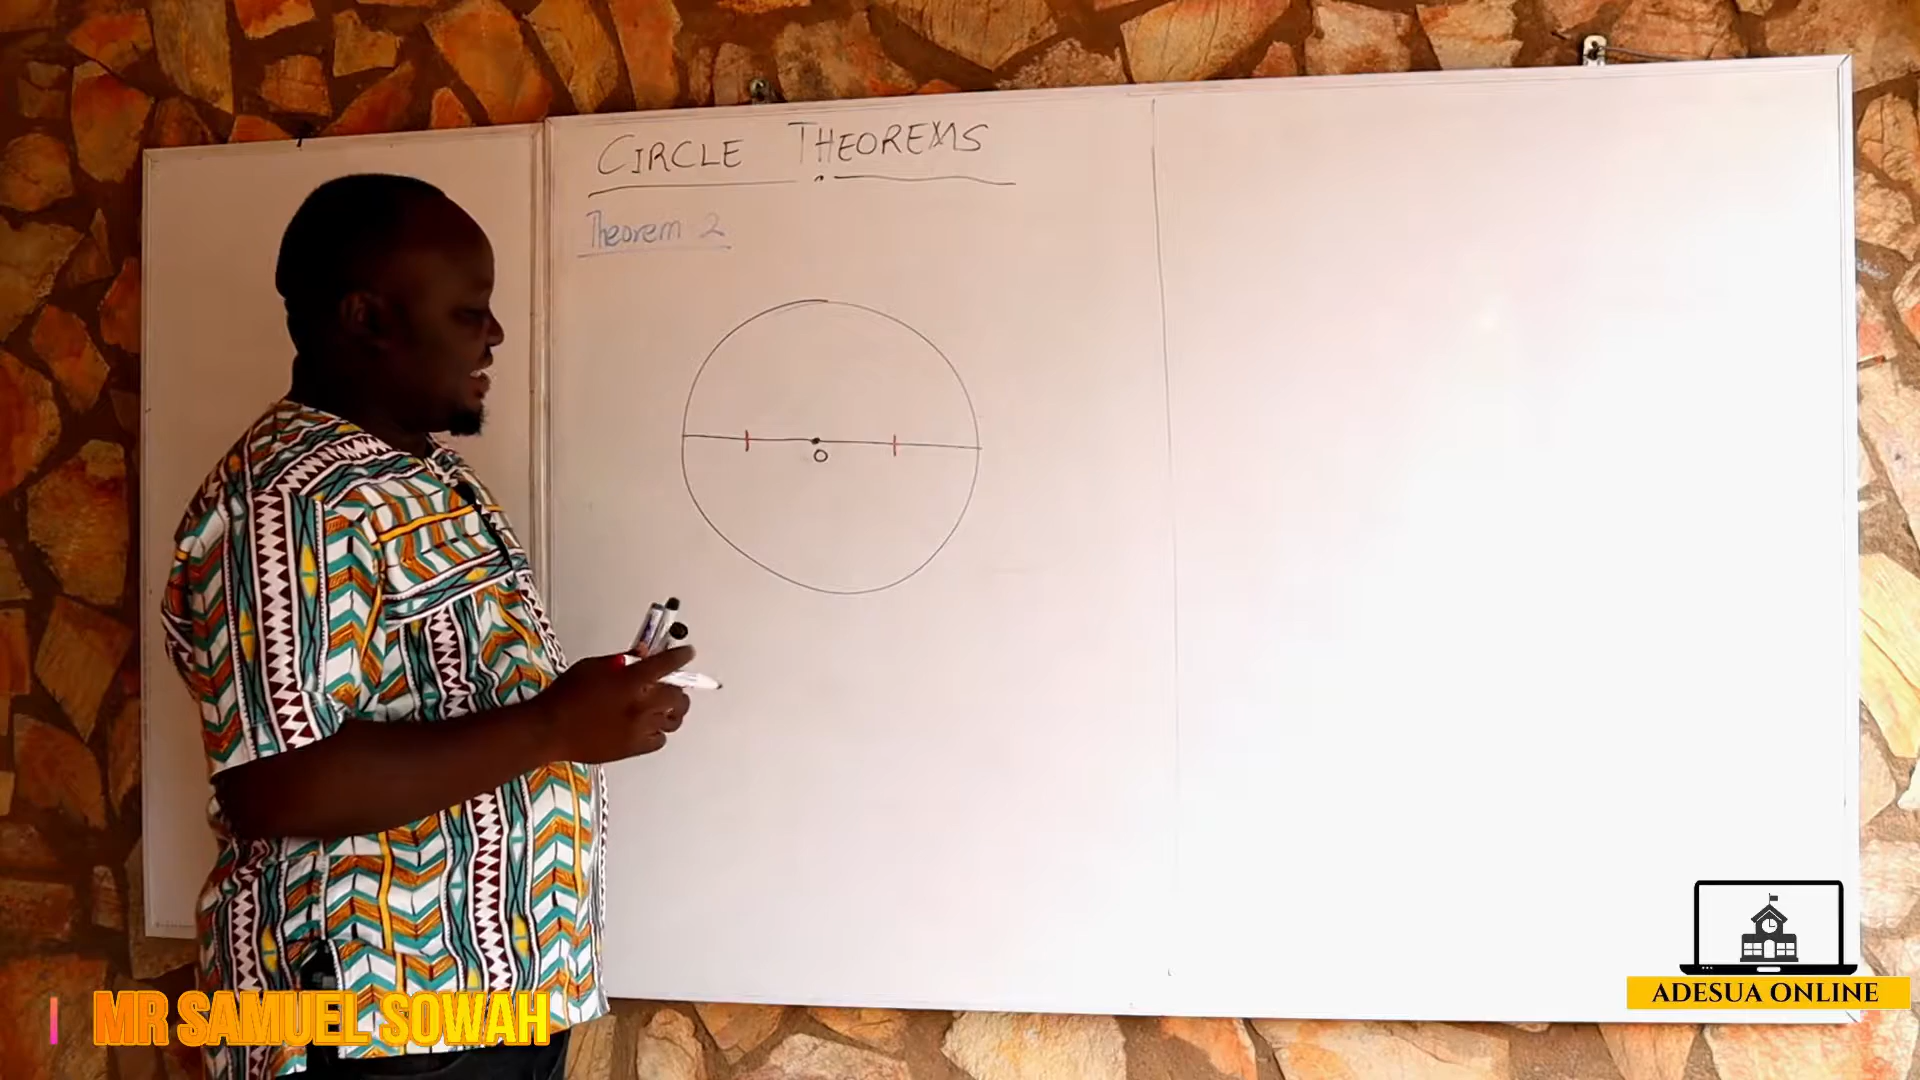 CIRCLE THEOREMS
Theorem 2
O
MR SAMUEL SOWAH
ADESUA ONLINE